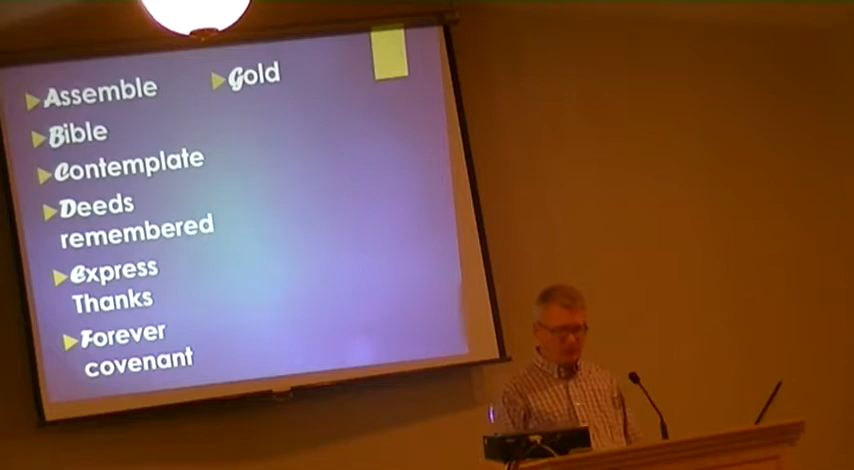 Assemble
Bible
Contemplate
Deeds
remembered
Express
Thanks
Forever
covenant
Gold